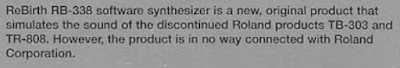 ReBirth RB-338 software synthesizer is a new, original product that
simulates the sound of the discontinued Roland products TB-303 and
TR-808. However, the product is in no way connected with Roland
Corporation.